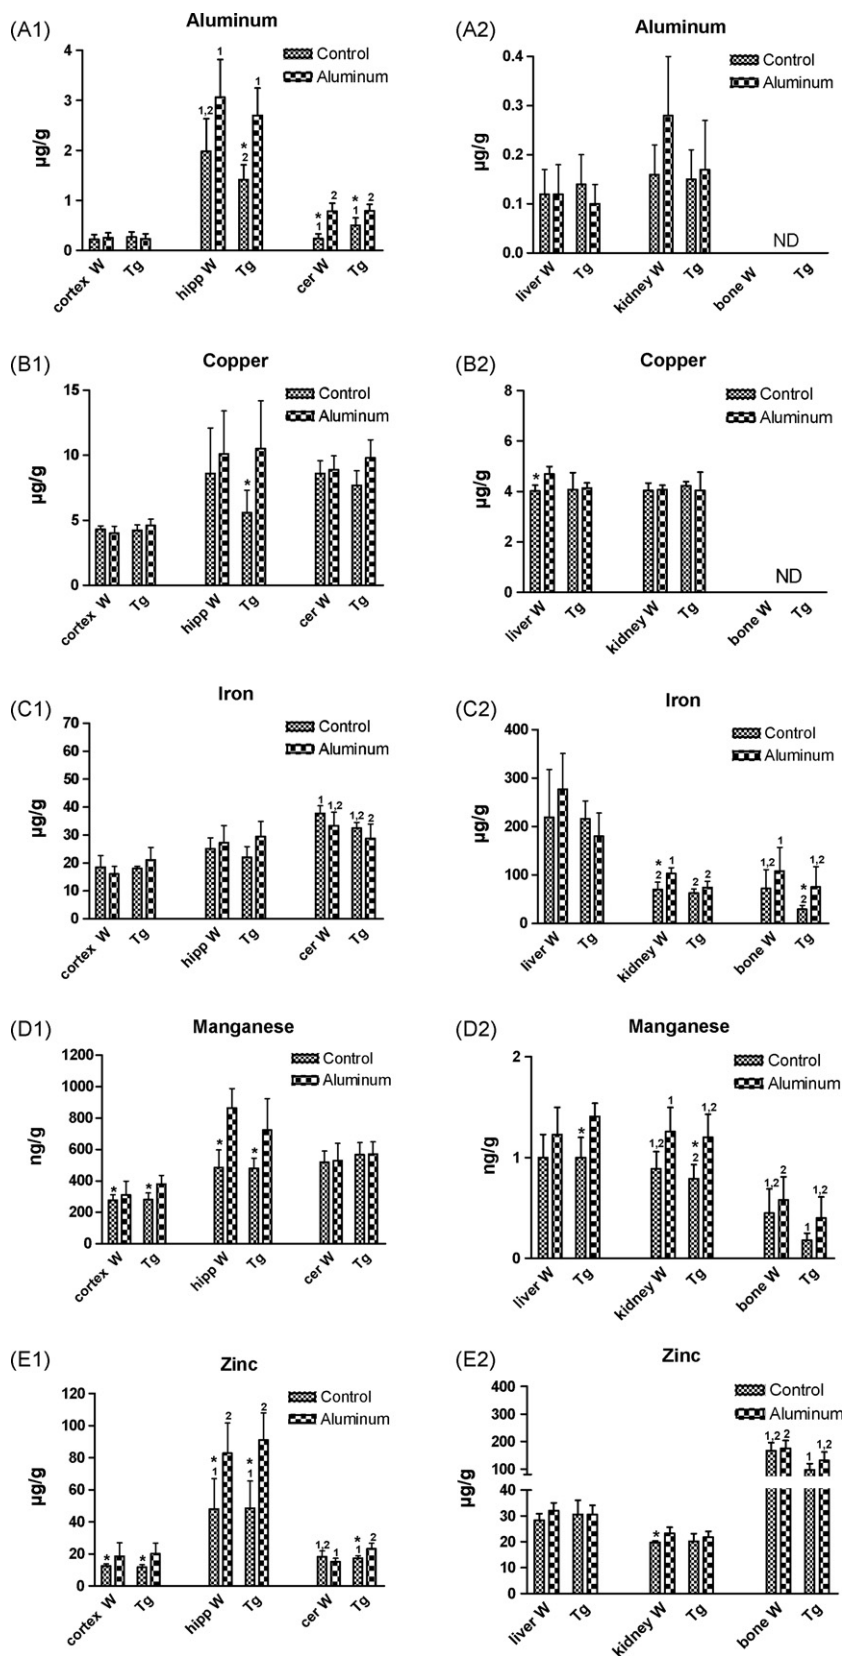 (A1)
Aluminum
4
3
2
1
0
µg/g
Control
Aluminum
1,2
1
*
2
1
*
1
2
*
1
2
cortex W
Tg
hipp W
Tg
cer W
Tg
(A2)
Aluminum
0.4
0.3
0.2
0.1
0.0
µg/g
Control
Aluminum
ND
liver W
Tg
kidney W
Tg
bone W
Tg
(B1)
Copper
15
10
5
0
µg/g
Control
Aluminum
*
cortex W
Tg
hipp W
Tg
cer W
Tg
(B2)
Copper
8
6
4
2
0
µg/g
Control
Aluminum
*
ND
liver W
Tg
kidney W
Tg
bone W
Tg
(C1)
Iron
70
60
50
40
30
20
10
0
µg/g
Control
Aluminum
1
1,2
1,2
2
cortex W
Tg
hipp W
Tg
cer W
Tg
(C2)
Iron
400
300
200
100
0
µg/g
Control
Aluminum
*
2
1
2
2
1,2
1
*
2
1,2
liver W
Tg
kidney W
Tg
bone W
Tg
(D1)
Manganese
1200
1000
800
600
400
200
0
ng/g
Control
Aluminum
*
*
*
*
cortex W
Tg
hipp W
Tg
cer W
Tg
(D2)
Manganese
2
1
0
ng/g
Control
Aluminum
*
1,2
1
*
2
1,2
1,2
2
1
1,2
liver W
Tg
kidney W
Tg
bone W
Tg
(E1)
Zinc
120
100
80
60
40
20
0
µg/g
Control
Aluminum
*
*
*
1
2
*
1
2
1,2
1
*
1
2
cortex W
Tg
hipp W
Tg
cer W
Tg
(E2)
Zinc
400
300
200
100
40
30
20
10
0
µg/g
Control
Aluminum
*
1,2
2
1
1,2
liver W
Tg
kidney W
Tg
bone W
Tg